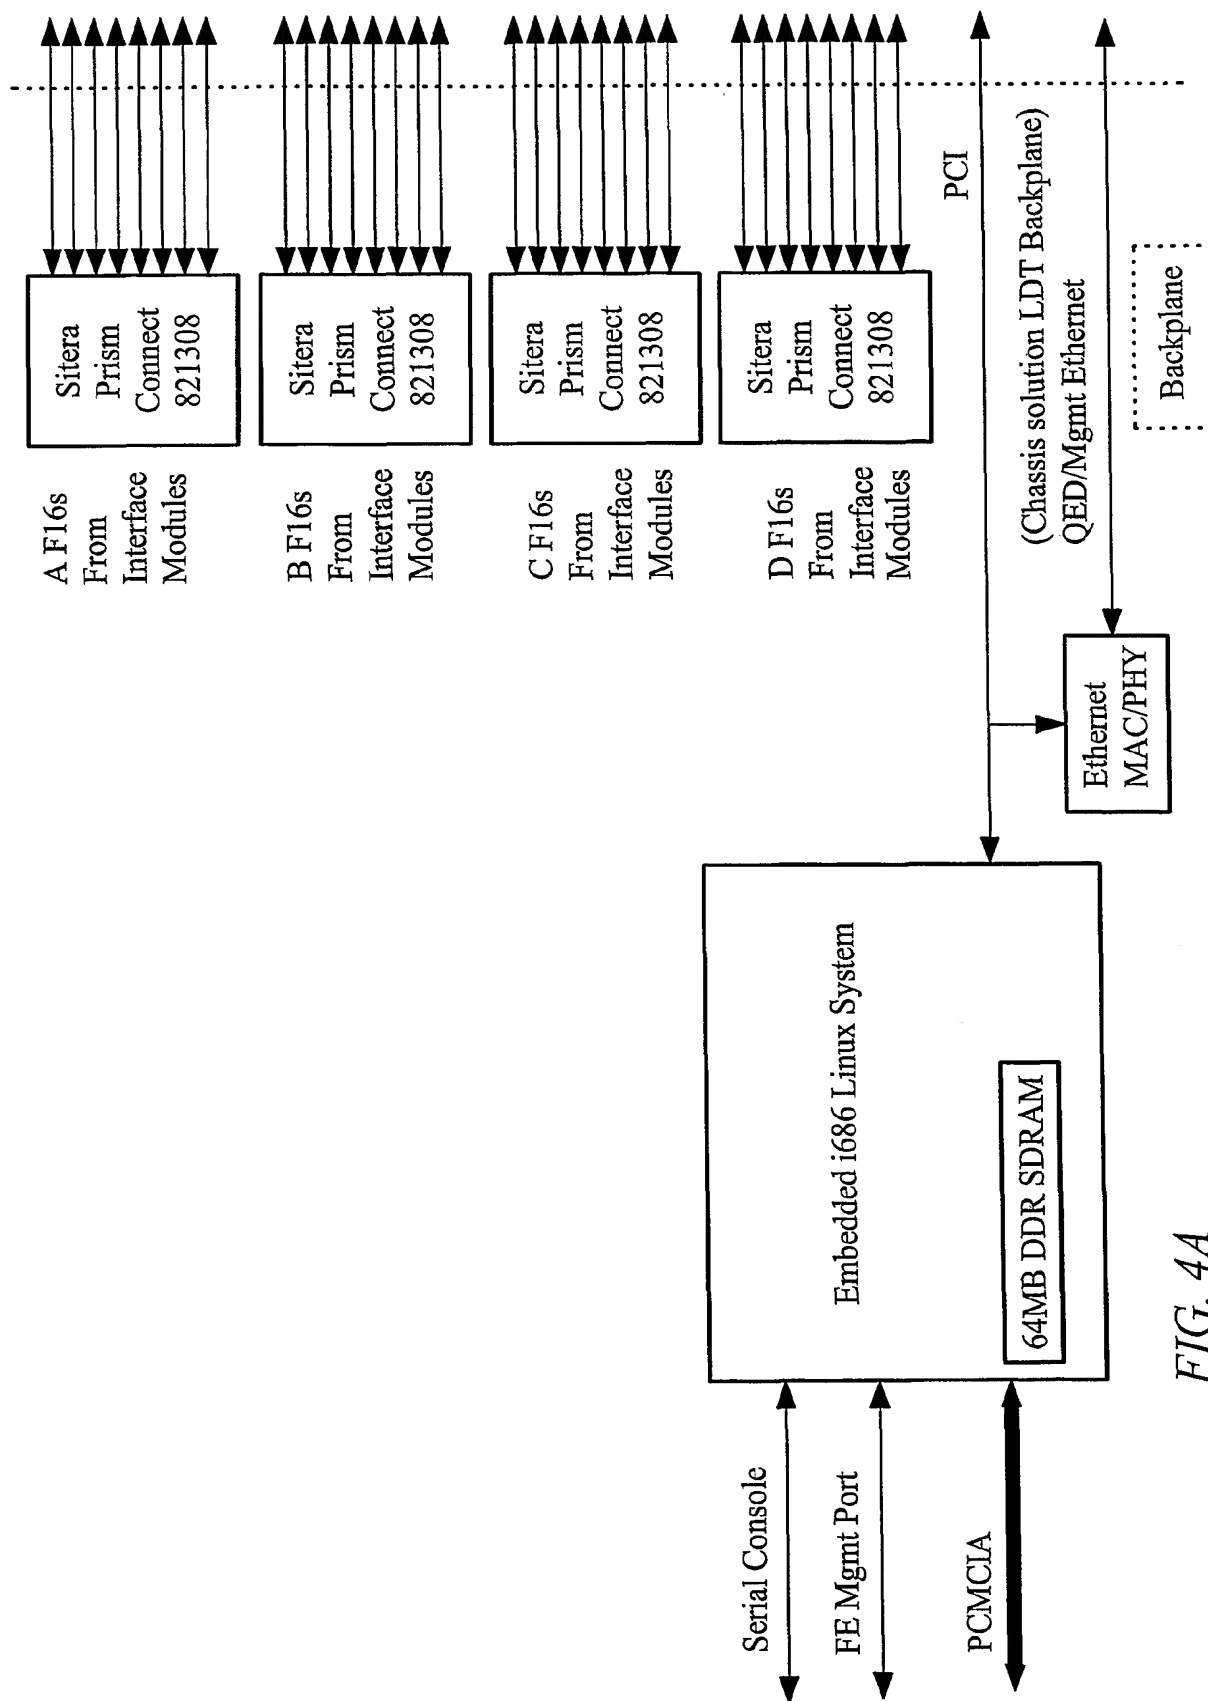 A F16s
From
Interface
Modules
Sitera
Prism
Connect
821308
B F16s
From
Interface
Modules
Sitera
Prism
Connect
821308
C F16s
From
Interface
Modules
Sitera
Prism
Connect
821308
D F16s
From
Interface
Modules
Sitera
Prism
Connect
821308
PCI
(Chassis solution LDT Backplane)
QED/Mgmt Ethernet
Ethernet
MAC/PHY
Backplane
Embedded i686 Linux System
64MB DDR SDRAM
Serial Console
FE Mgmt Port
PCMCIA
FIG. 4A